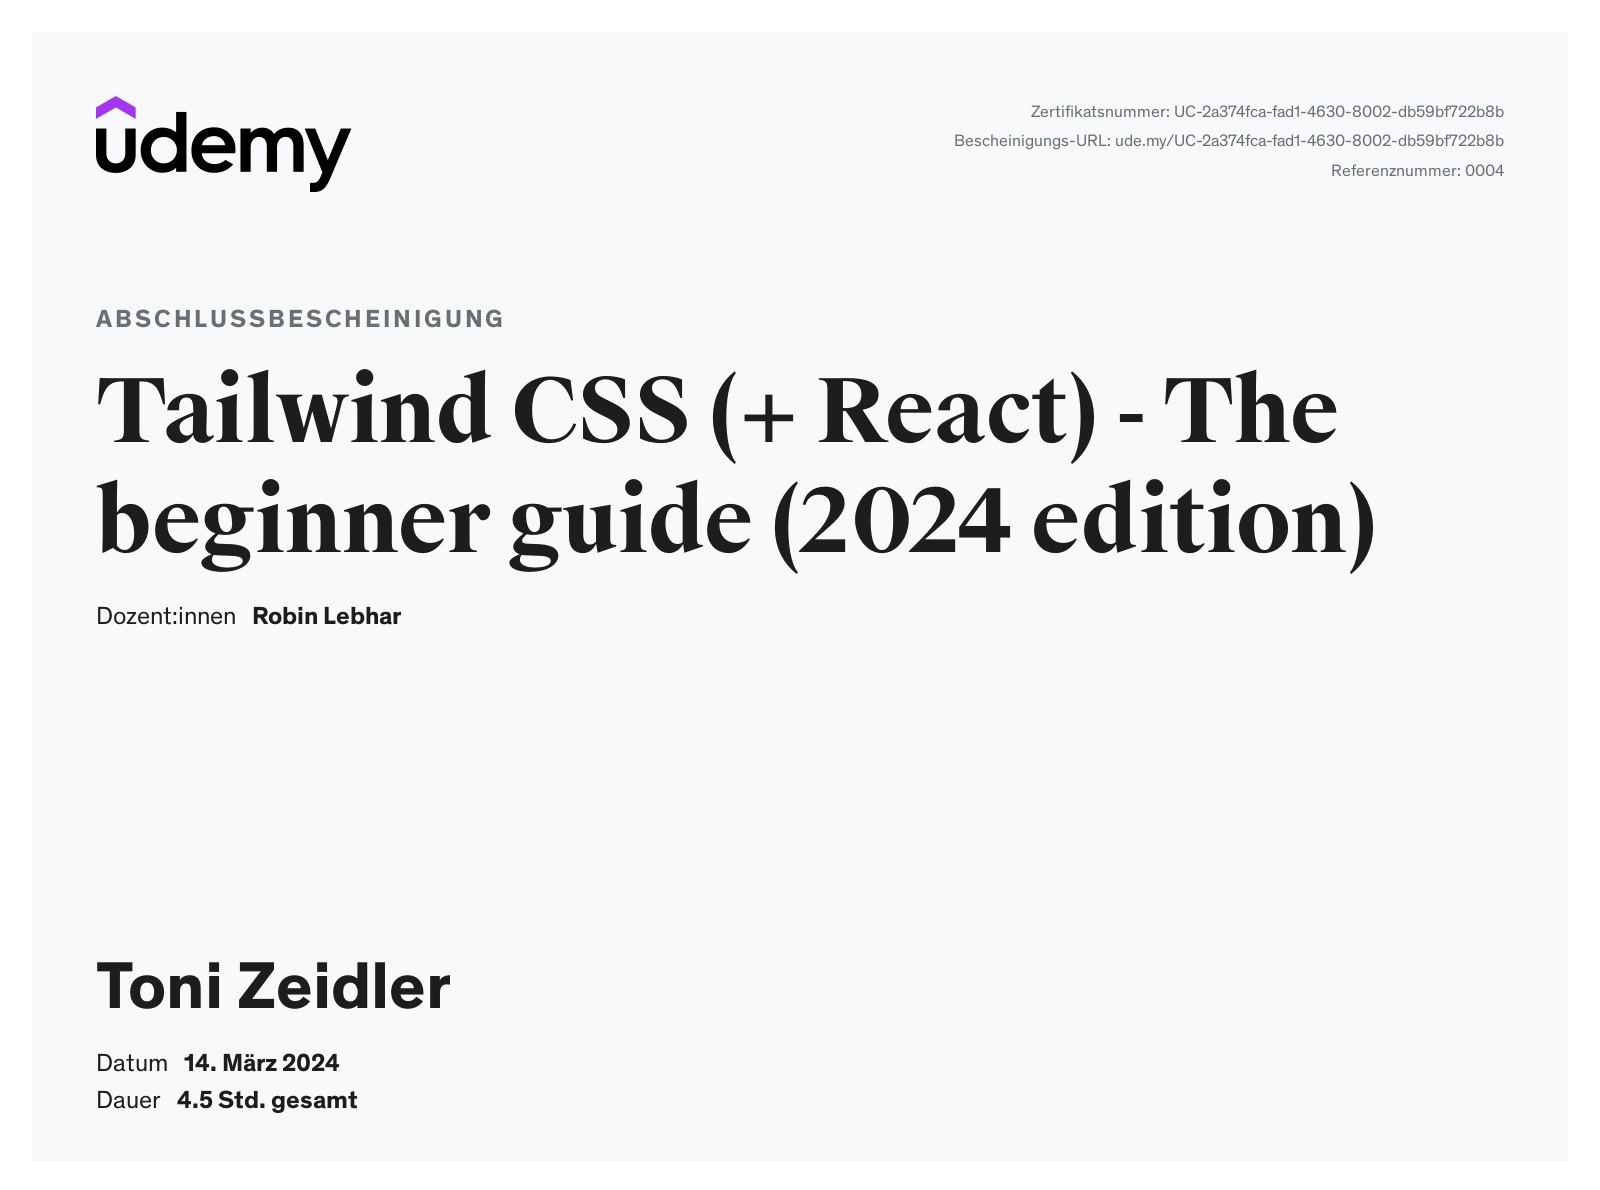 udemy
Zertifikatsnummer: UC-2a374fca-fad1-4630-8002-db59bf722b8b
Bescheinigungs-URL: ude.my/UC-2a374fca-fad1-4630-8002-db59bf722b8b
Referenznummer: 0004
ABSCHLUSSBESCHEINIGUNG
Tailwind CSS (+ React) - The
beginner guide (2024 edition)
Dozent:innen Robin Lebhar
Toni Zeidler
Datum 14. März 2024
Dauer 4.5 Std. gesamt